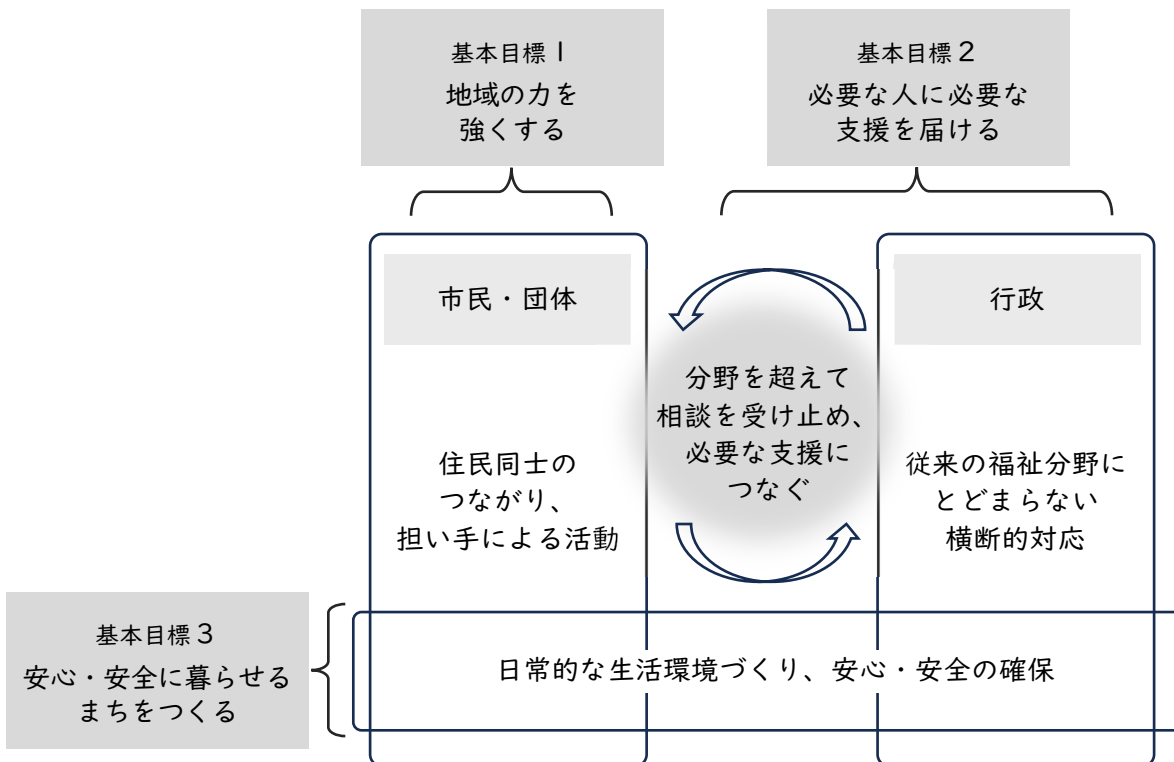 基本目標1
地域の力を
強くする
基本目標2
必要な人に必要な
支援を届ける
市民・団体
行政
分野を超えて
相談を受け止め、
必要な支援に
つなぐ
住民同士の
つながり、
担い手による活動
従来の福祉分野に
とどまらない
横断的対応
基本目標3
安心・安全に暮らせる
まちをつくる
日常的な生活環境づくり、安心・安全の確保